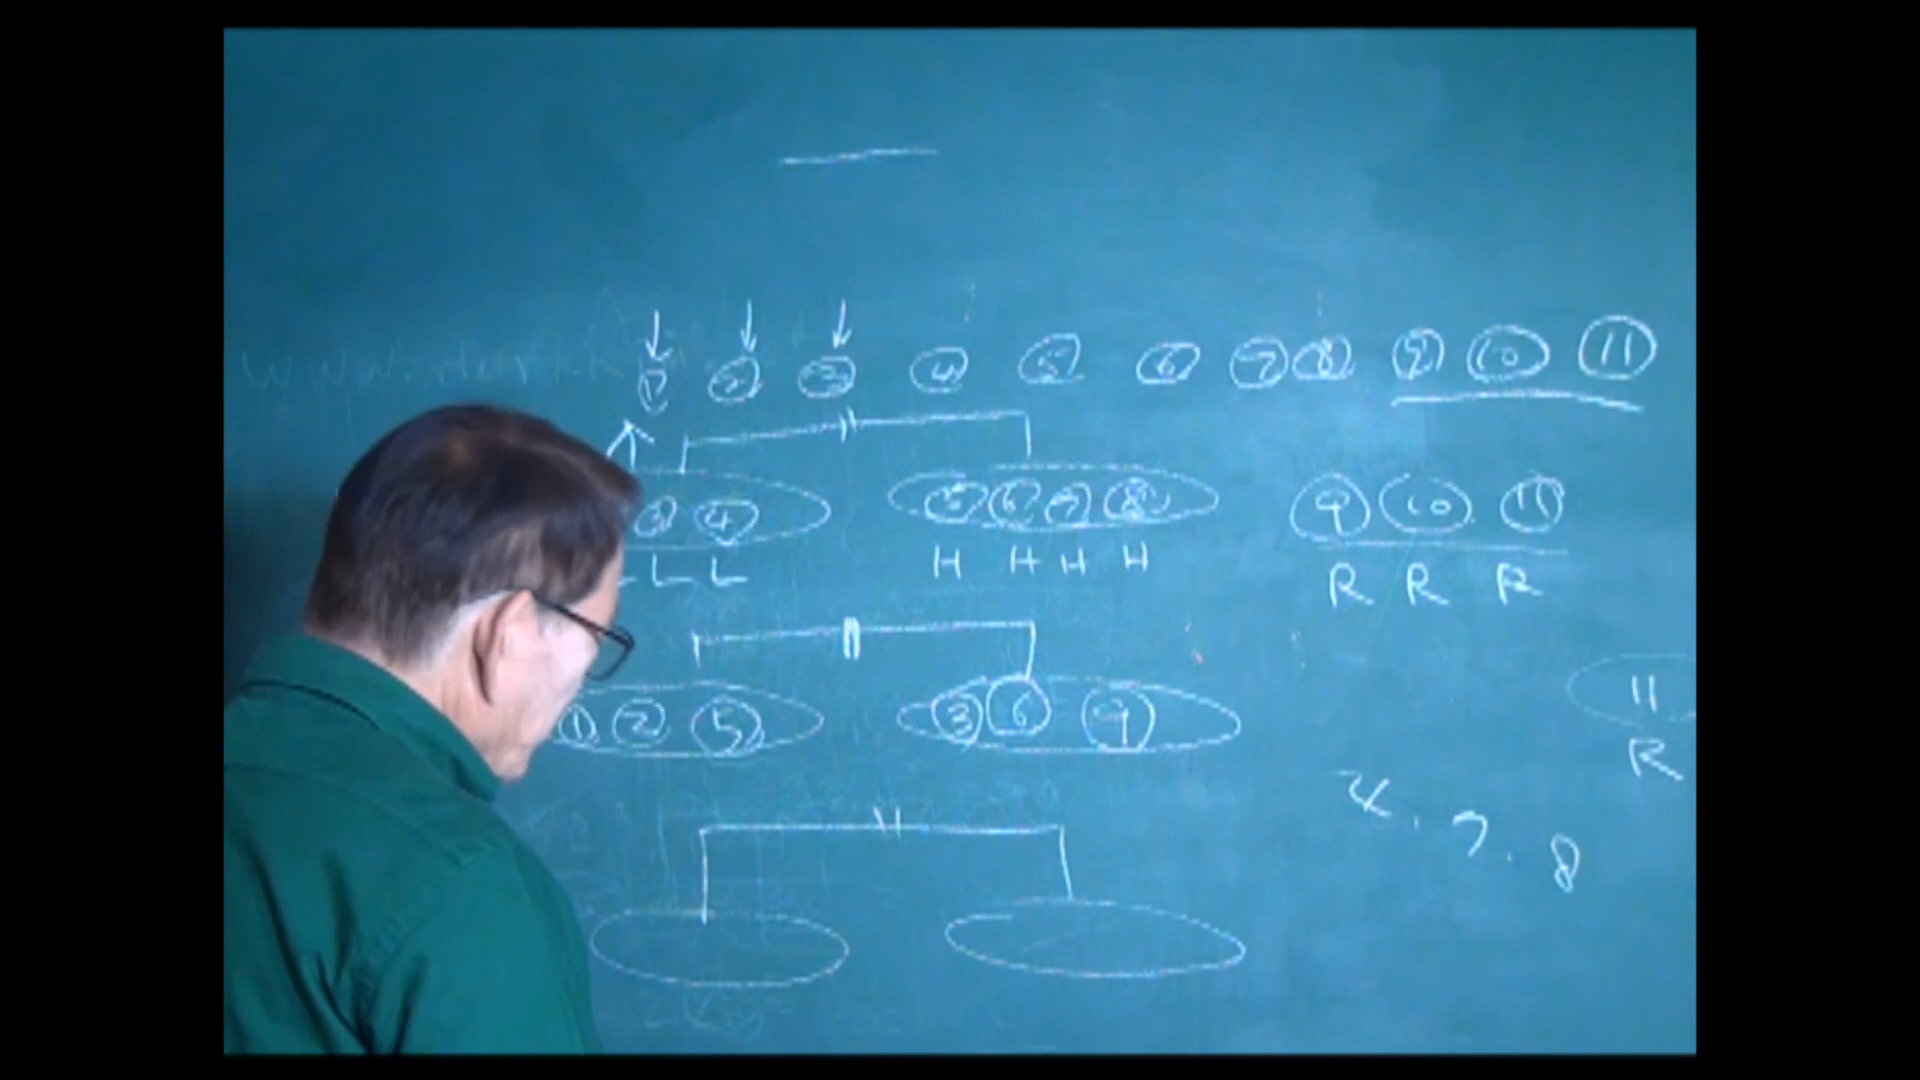 ① ② ③ ④ ⑤ ⑥ ⑦ ⑧ ⑨ ⑩ ⑪
③ ④ ⑤ ⑥ ⑦ ⑧ ⑨ ⑩ ⑪
L L H H H H R R R
① ② ⑤ ③ ⑥ ⑨ 11
R
4, 7, 8